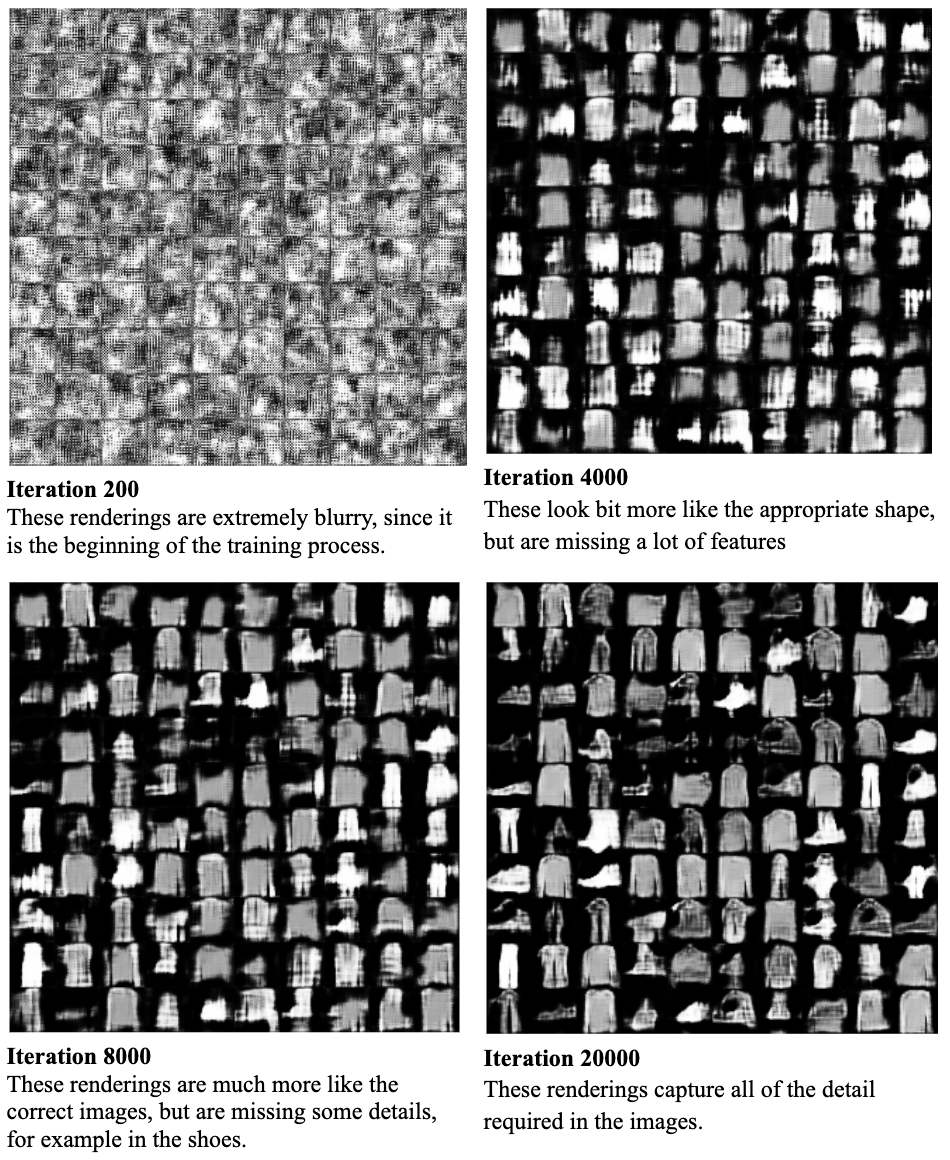 Iteration 200
These renderings are extremely blurry, since it
is the beginning of the training process.
Iteration 4000
These look bit more like the appropriate shape,
but are missing a lot of features
Iteration 8000
These renderings are much more like the
correct images, but are missing some details,
for example in the shoes.
Iteration 20000
These renderings capture all of the detail
required in the images.